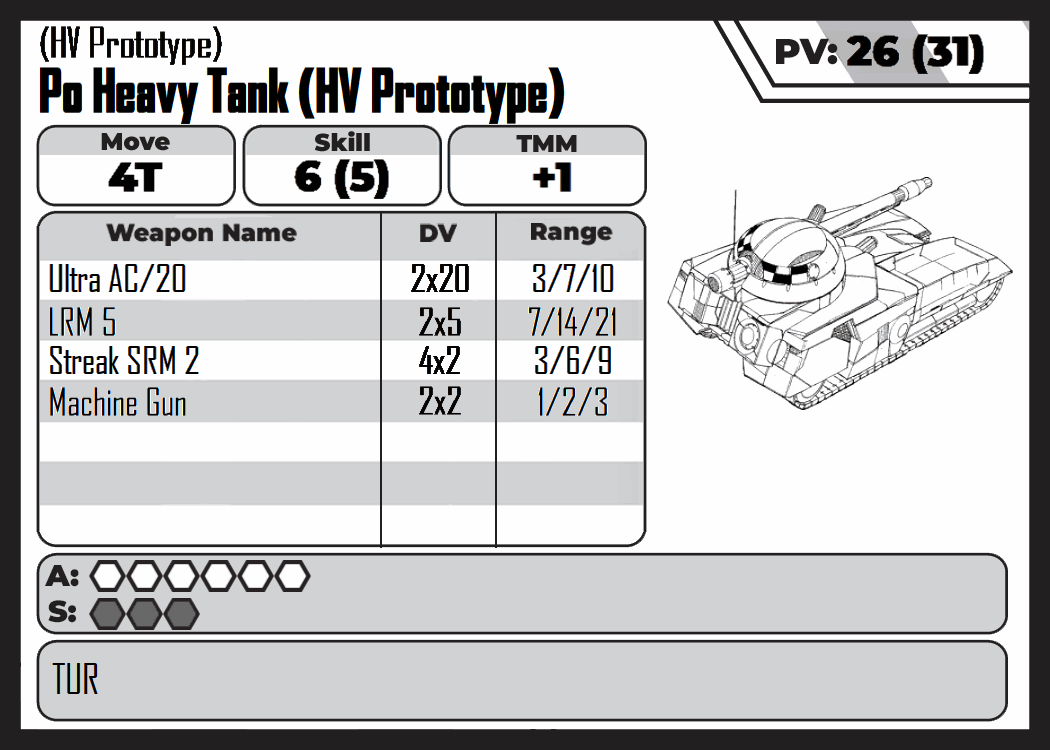 (HV Prototype)
Po Heavy Tank (HV Prototype)
PV: 26 (31)
Move Skill TMM
4T 6 (5) +1
Weapon Name DV Range
Ultra AC/20 2x20 3/7/10
LRM 5 2x5 7/14/21
Streak SRM 2 4x2 3/6/9
Machine Gun 2x2 1/2/3
A:
S:
TUR